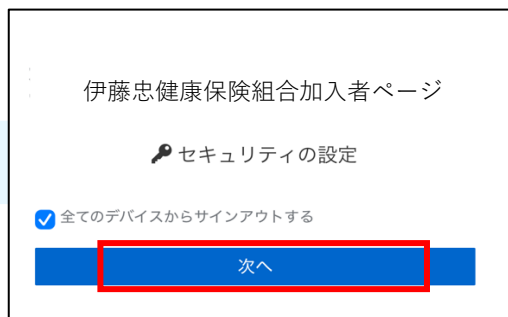 伊藤忠健康保険組合加入者ページ
セキュリティの設定
全てのデバイスからサインアウトする
次へ